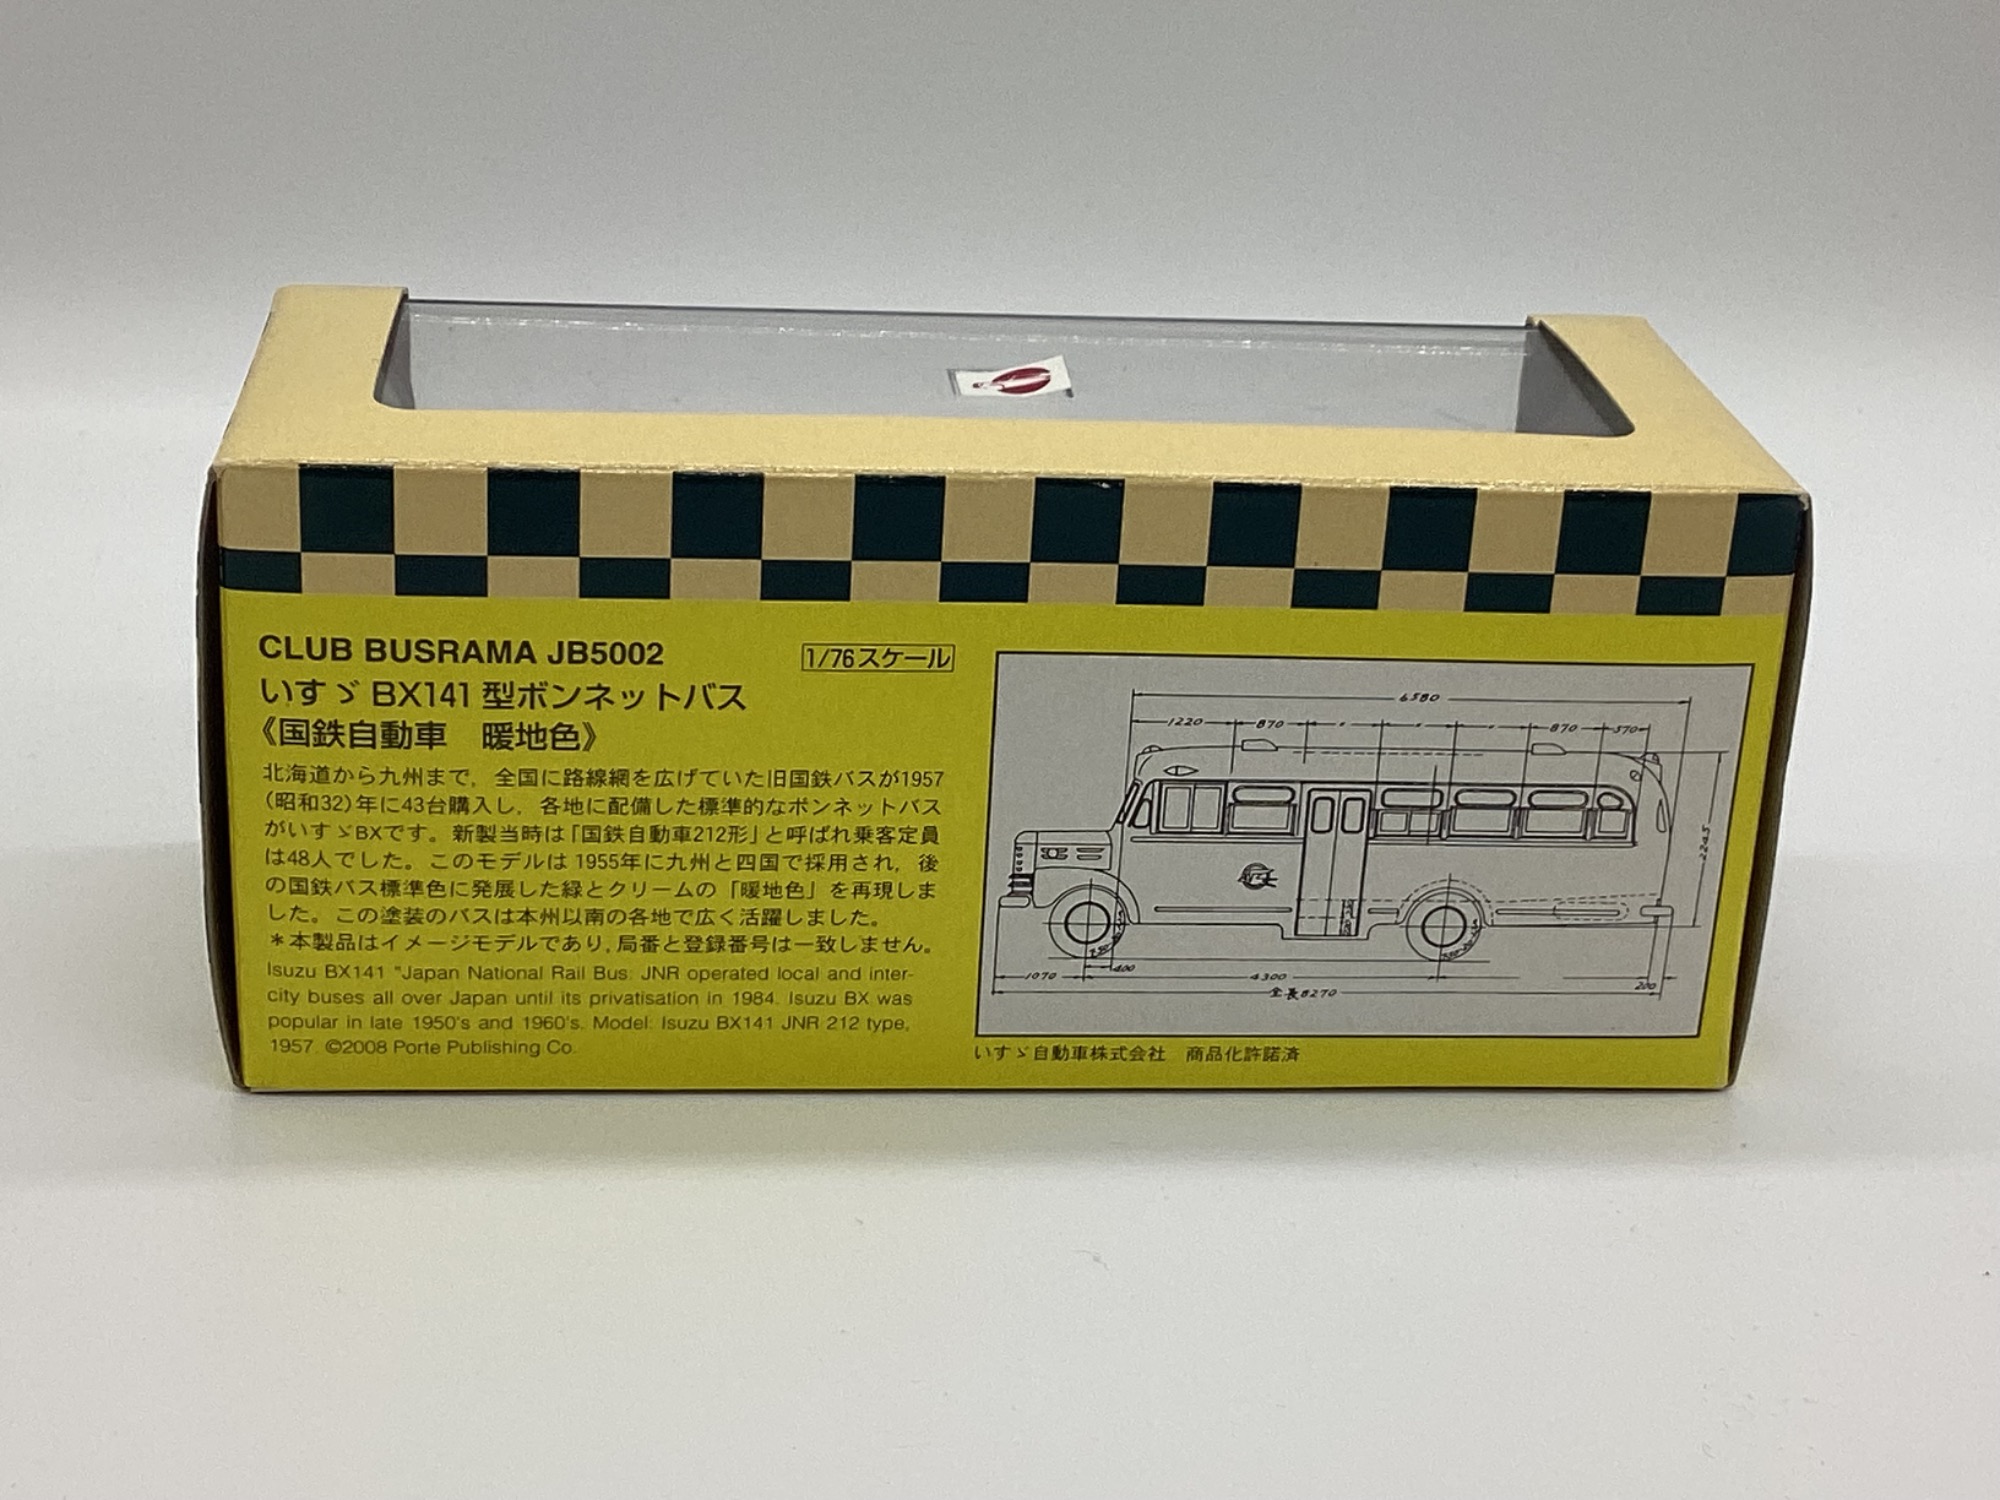 CLUB BUSRAMA JB5002
1/76スケール
いすゞ BX141 型ボンネットバス
《国鉄自動車　暖地色》
北海道から九州まで，全国に路線網を広げていた旧国鉄バスが1957
(昭和32)年に43台購入し，各地に配備した標準的なボンネットバス
がいすゞBXです。新製当時は「国鉄自動車212形」と呼ばれ乗客定員
は48人でした。このモデルは1955年に九州と四国で採用され，後
の国鉄バス標準色に発展した緑とクリームの「暖地色」を再現しま
した。この塗装のバスは本州以南の各地で広く活躍しました。
＊本製品はイメージモデルであり,局番と登録番号は一致しません。
Isuzu BX141 "Japan National Rail Bus: JNR operated local and inter-
city buses all over Japan until its privatisation in 1984. Isuzu BX was
popular in late 1950's and 1960's. Model: Isuzu BX141 JNR 212 type,
1957. ©2008 Porte Publishing Co.
6580
1220 870 870 570
2245
1070 400 4300 200
全長8270
いすゞ自動車株式会社　商品化許諾済